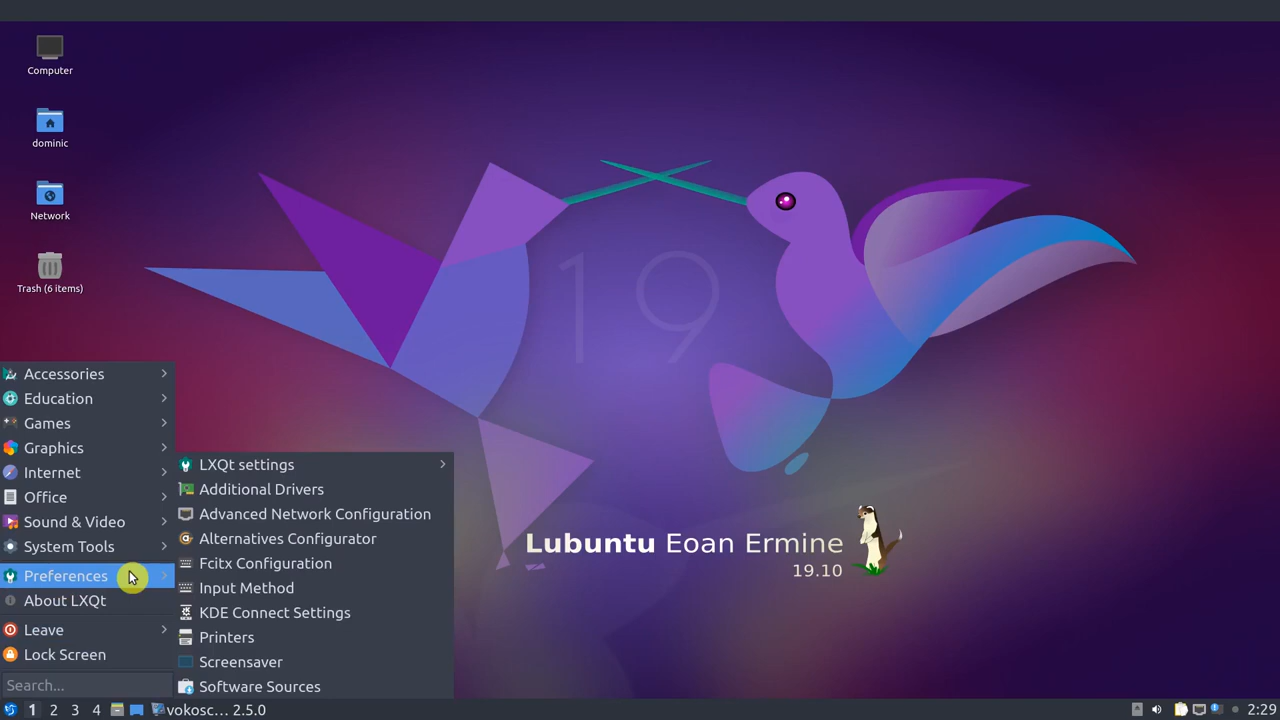 Computer
dominic
Network
Trash (6 items)
19
Lubuntu Eoan Ermine
19.10
Accessories
Education
Games
Graphics
Internet
Office
Sound & Video
System Tools
Preferences
About LXQt
Leave
Lock Screen
Search...
LXQt settings
Additional Drivers
Advanced Network Configuration
Alternatives Configurator
Fcitx Configuration
Input Method
KDE Connect Settings
Printers
Screensaver
Software Sources
1 2 3 4 vokosc... 2.5.0 2:29